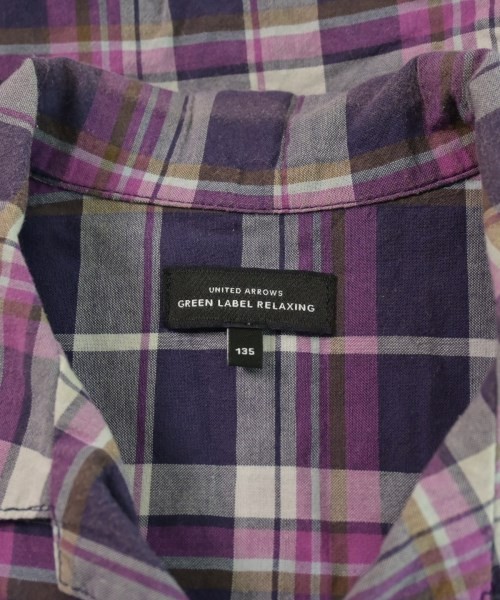 UNITED ARROWS
GREEN LABEL RELAXING
135